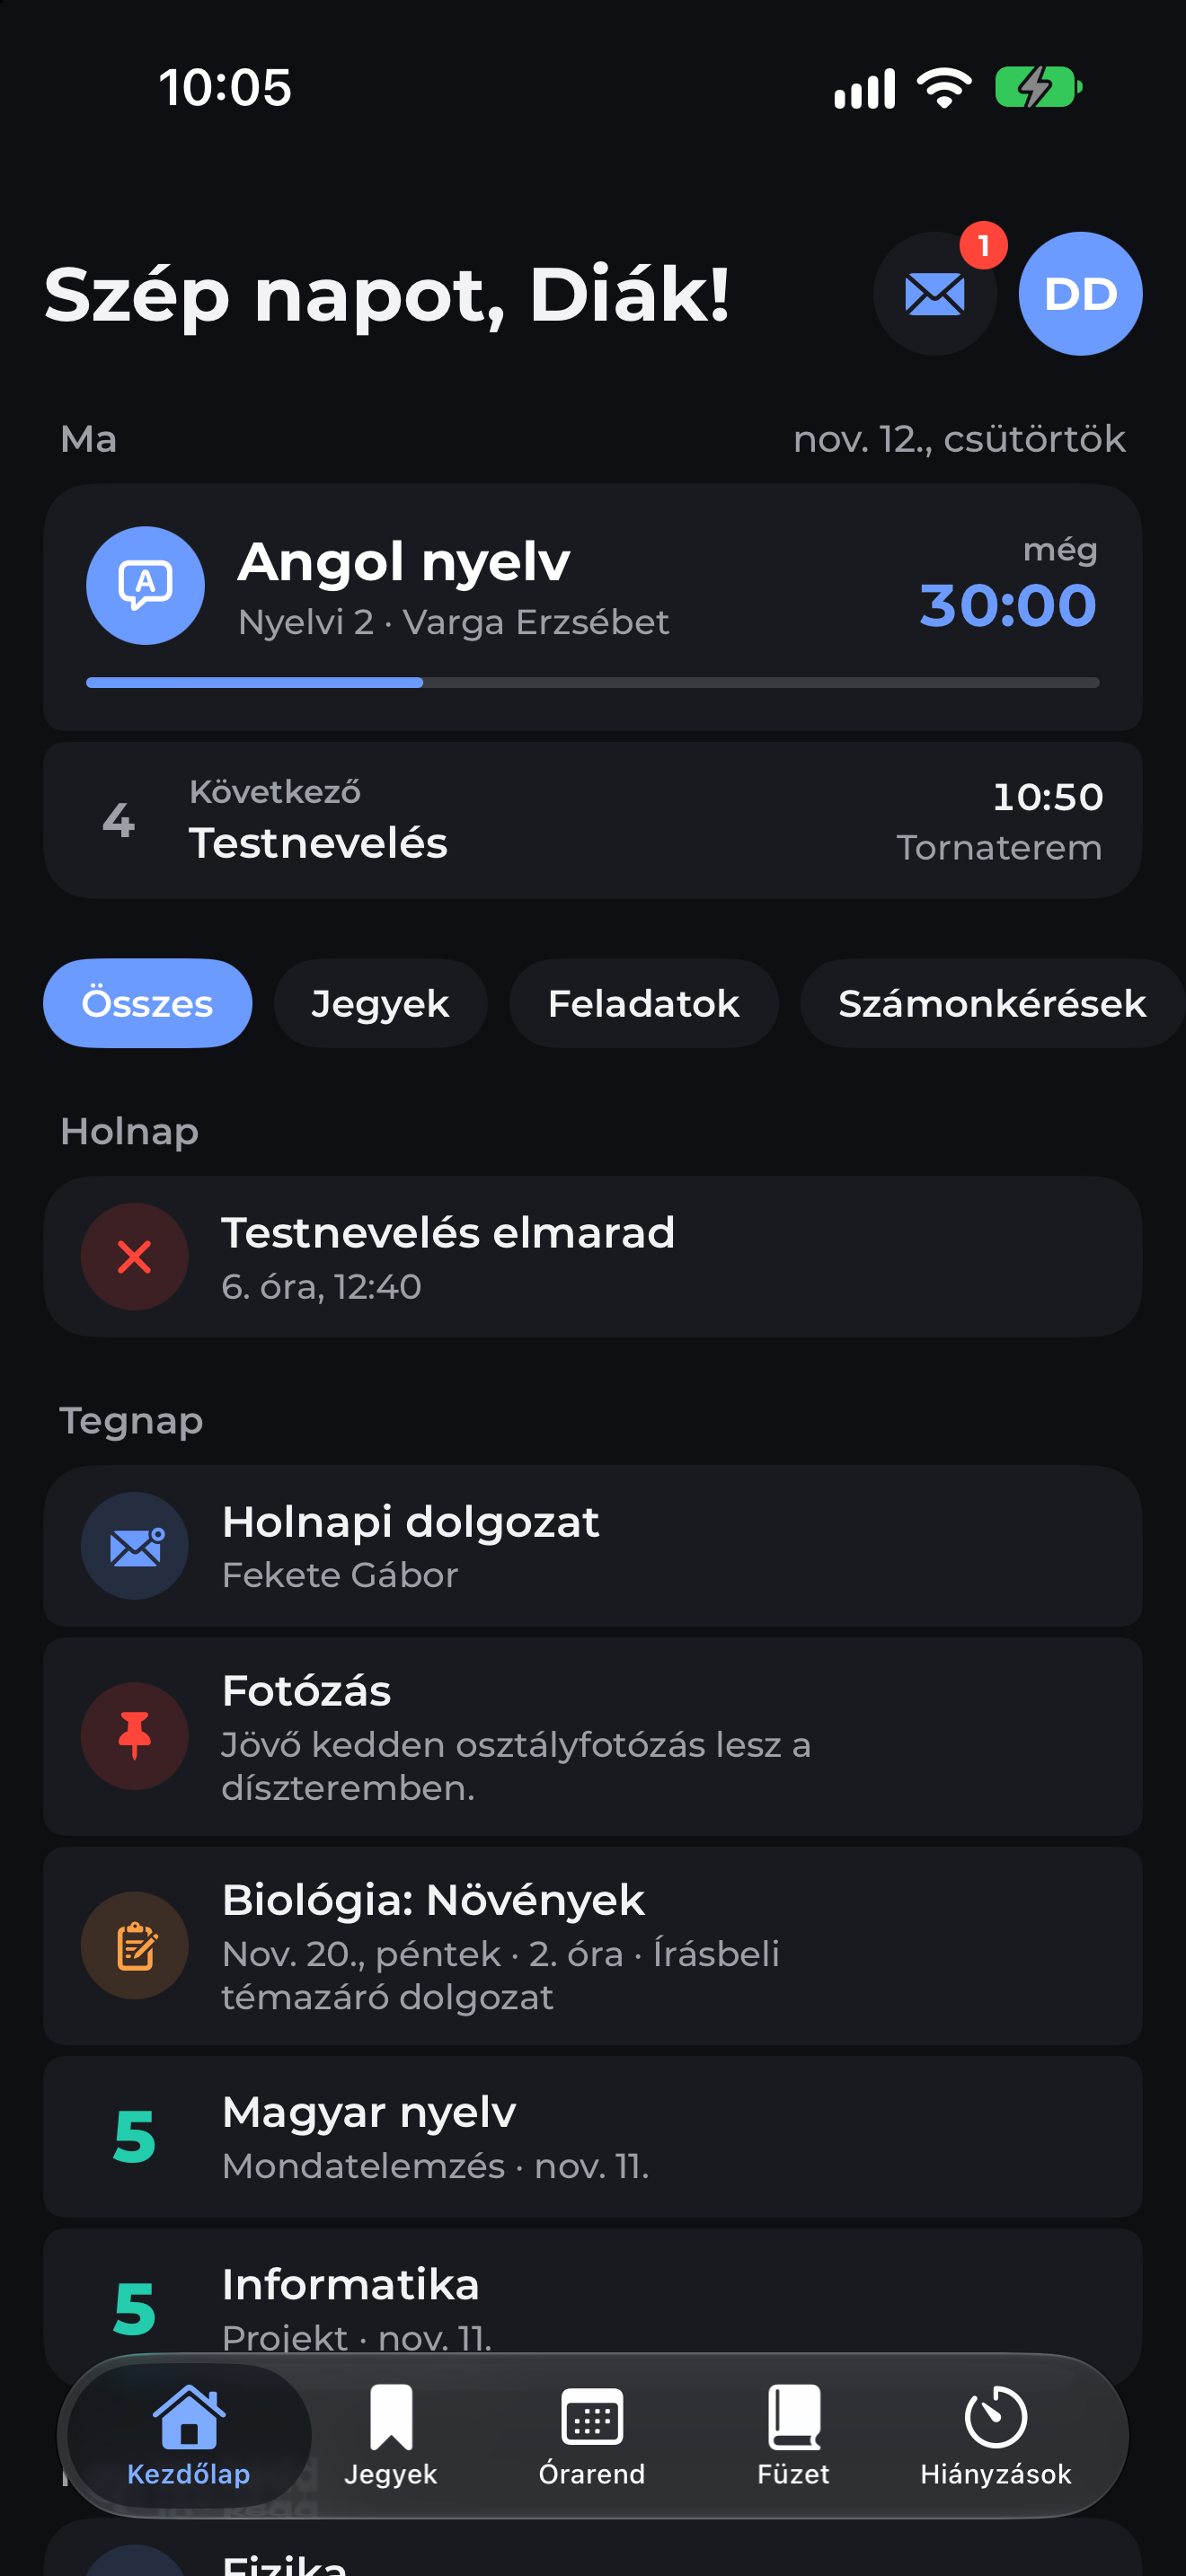 10:05
Szép napot, Diák!
1
DD
Ma
nov. 12., csütörtök
Angol nyelv
Nyelvi 2 · Varga Erzsébet
még
30:00
4
Következő
Testnevelés
10:50
Tornaterem
Összes
Jegyek
Feladatok
Számonkérések
Holnap
Testnevelés elmarad
6. óra, 12:40
Tegnap
Holnapi dolgozat
Fekete Gábor
Fotózás
Jövő kedden osztályfotózás lesz a
díszteremben.
Biológia: Növények
Nov. 20., péntek · 2. óra · Írásbeli
témazáró dolgozat
5
Magyar nyelv
Mondatelemzés · nov. 11.
5
Informatika
Projekt · nov. 11.
Kezdőlap
Jegyek
Órarend
Füzet
Hiányzások
Fizika